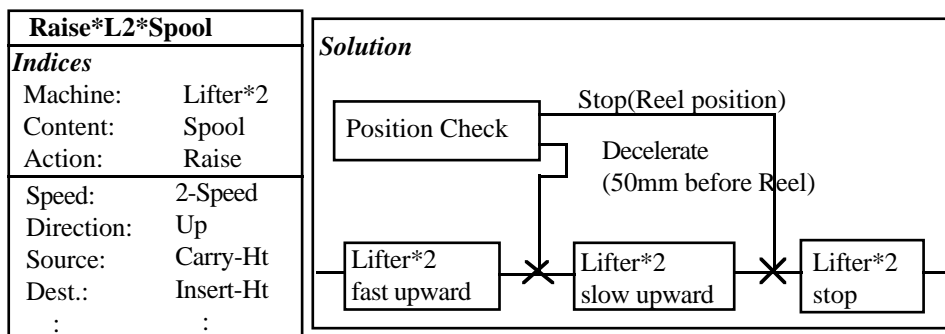 Raise*L2*Spool
Indices
Machine: Lifter*2
Content: Spool
Action: Raise
Speed: 2-Speed
Direction: Up
Source: Carry-Ht
Dest.: Insert-Ht
: :
Solution
Position Check
Stop(Reel position)
Decelerate
(50mm before Reel)
Lifter*2
fast upward
Lifter*2
slow upward
Lifter*2
stop